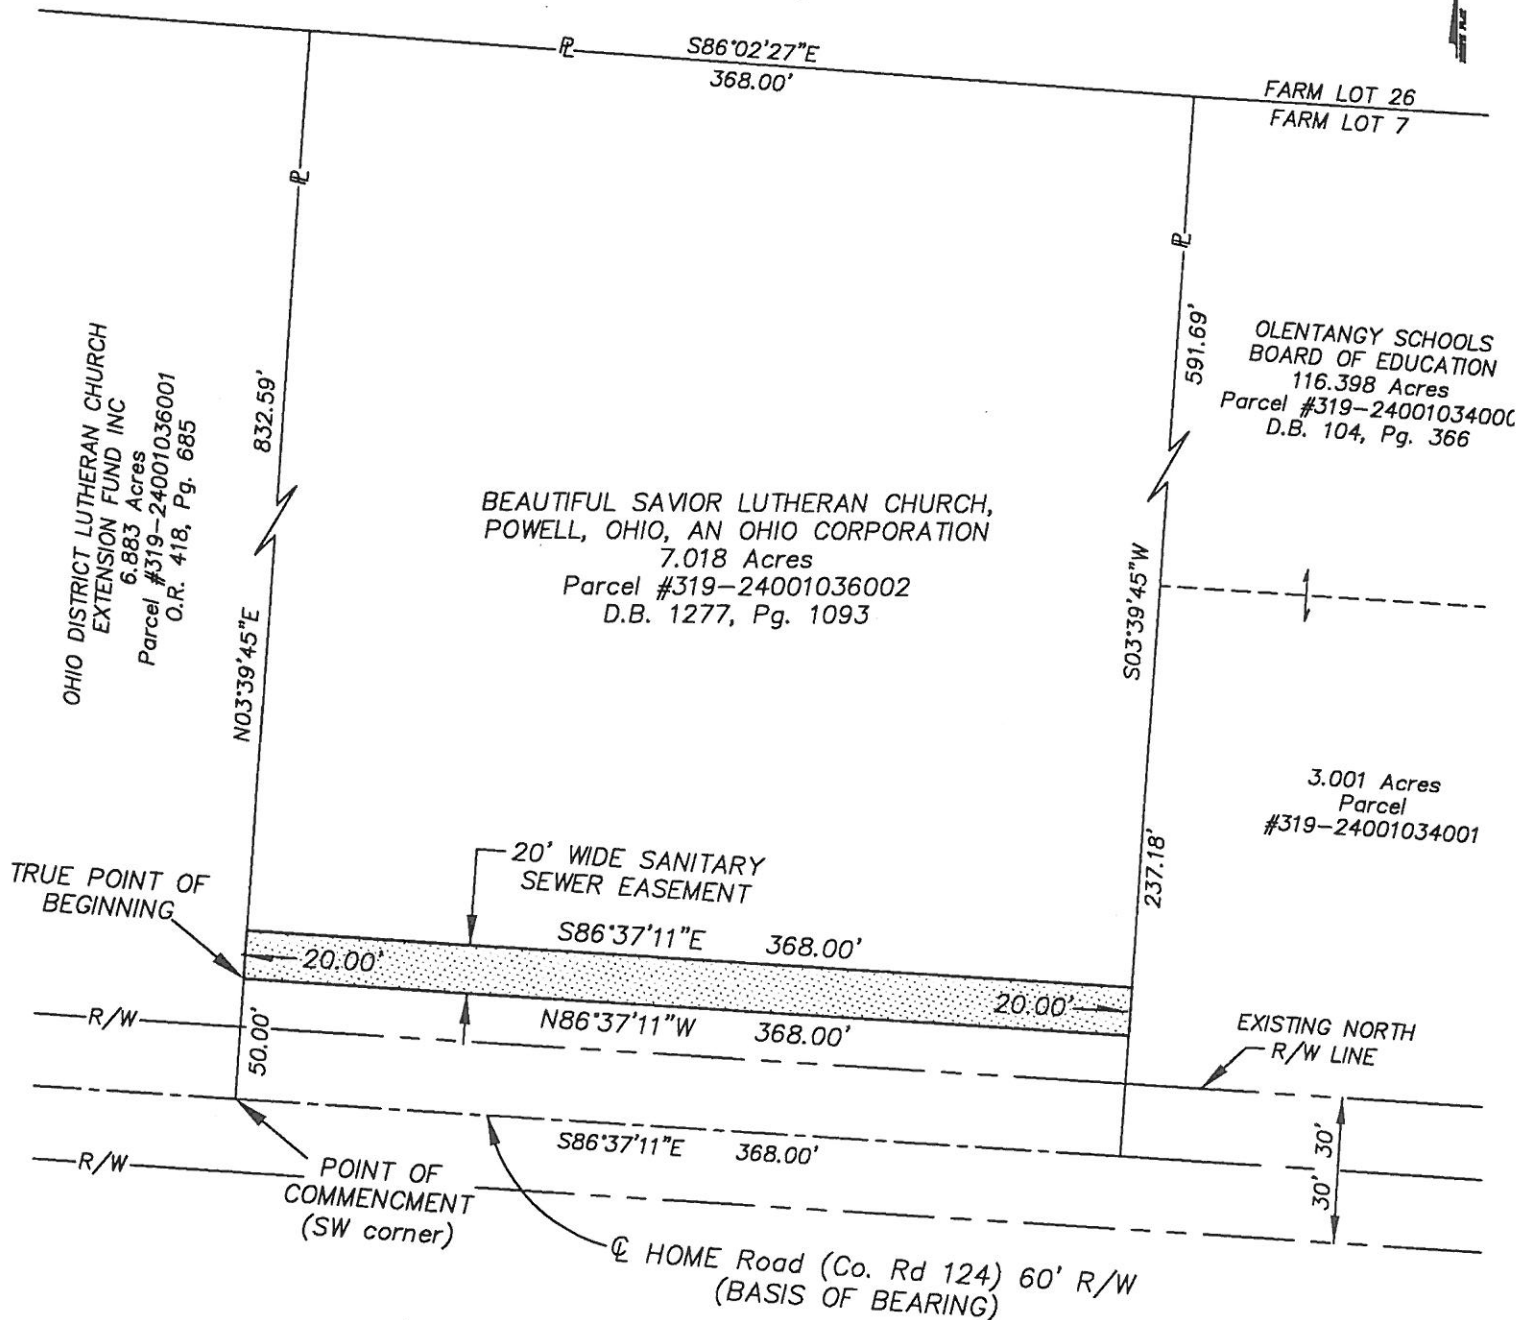 S86°02'27"E
368.00'
FARM LOT 26
FARM LOT 7
℄ HOME Road (Co. Rd 124) 60' R/W
(BASIS OF BEARING)
832.59'
N03°39'45"E
OHIO DISTRICT LUTHERAN CHURCH
EXTENSION FUND INC
6.883 Acres
Parcel #319-24001036001
O.R. 418, Pg. 685
591.69'
OLENTANGY SCHOOLS
BOARD OF EDUCATION
116.398 Acres
Parcel #319-24001034000
D.B. 104, Pg. 366
BEAUTIFUL SAVIOR LUTHERAN CHURCH,
POWELL, OHIO, AN OHIO CORPORATION
7.018 Acres
Parcel #319-24001036002
D.B. 1277, Pg. 1093
S03°39'45"W
237.18'
3.001 Acres
Parcel
#319-24001034001
TRUE POINT OF
BEGINNING
20' WIDE SANITARY
SEWER EASEMENT
S86°37'11"E 368.00'
20.00'
20.00'
N86°37'11"W 368.00'
R/W
50.00'
EXISTING NORTH
R/W LINE
S86°37'11"E 368.00'
30'
30'
R/W
POINT OF
COMMENCMENT
(SW corner)